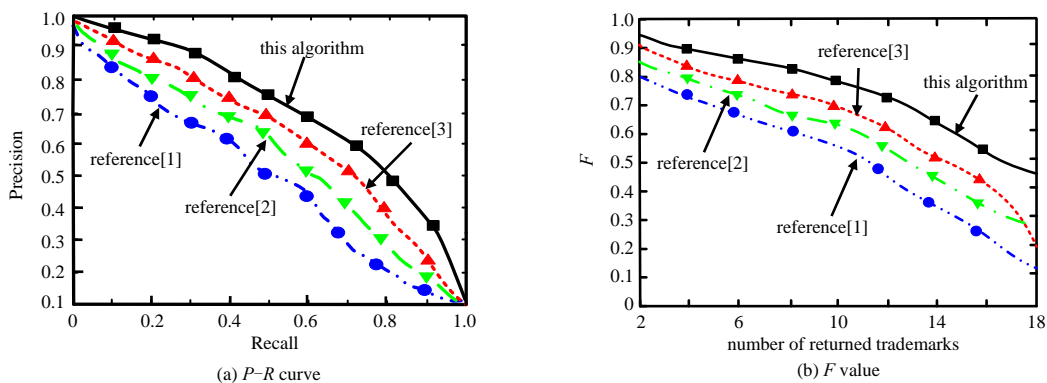 1.0
0.9
0.8
0.7
0.6
0.5
0.4
0.3
0.2
0.1
Precision
0
0.2
0.4
0.6
0.8
1.0
Recall
this algorithm
reference[3]
reference[1]
reference[2]
(a) P−R curve
1
0.9
0.8
0.7
0.6
0.5
0.4
0.3
0.2
0.1
0
F
2
6
10
14
18
number of returned trademarks
reference[3]
this algorithm
reference[2]
reference[1]
(b) F value